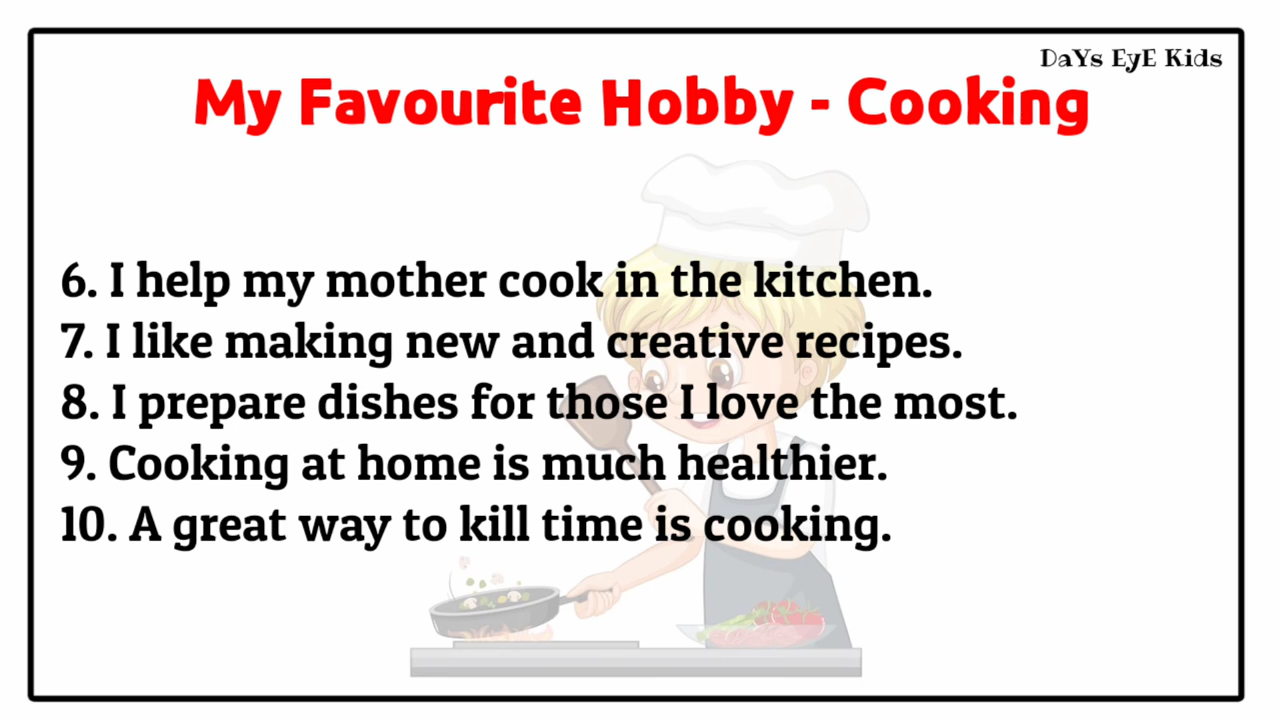 DaYs EyE Kids
My Favourite Hobby - Cooking
6. I help my mother cook in the kitchen.
7. I like making new and creative recipes.
8. I prepare dishes for those I love the most.
9. Cooking at home is much healthier.
10. A great way to kill time is cooking.